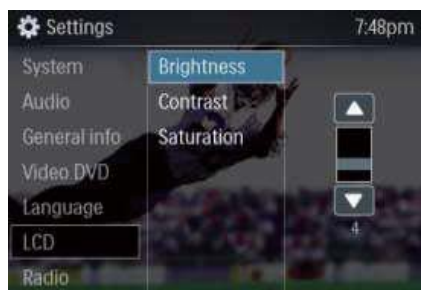 Settings
7:48pm
System
Brightness
Audio
Contrast
General info
Saturation
Video.DVD
Language
4
LCD
Radio